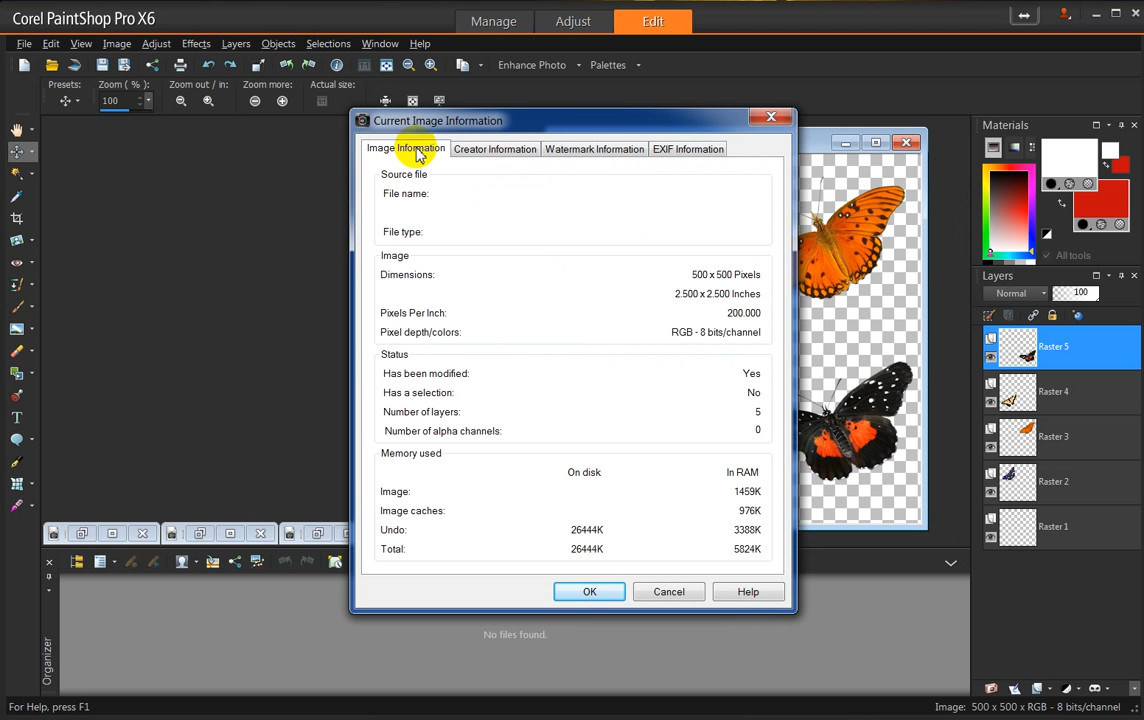 Corel PaintShop Pro X6
Manage Adjust Edit
File Edit View Image Adjust Effects Layers Objects Selections Window Help
Enhance Photo Palettes
Presets: Zoom ( % ): Zoom out / in: Zoom more: Actual size:
100
Current Image Information
Image Information Creator Information Watermark Information EXIF Information
Source file
File name:
File type:
Image
Dimensions: 500 x 500 Pixels
2.500 x 2.500 Inches
Pixels Per Inch: 200.000
Pixel depth/colors: RGB - 8 bits/channel
Status
Has been modified: Yes
Has a selection: No
Number of layers: 5
Number of alpha channels: 0
Memory used
On disk In RAM
Image: 1459K
Image caches: 976K
Undo: 26444K 3388K
Total: 26444K 5824K
OK Cancel Help
Materials
All tools
Layers
Normal 100
Raster 5
Raster 4
Raster 3
Raster 2
Raster 1
Organizer
No files found.
For Help, press F1
Image: 500 x 500 x RGB - 8 bits/channel